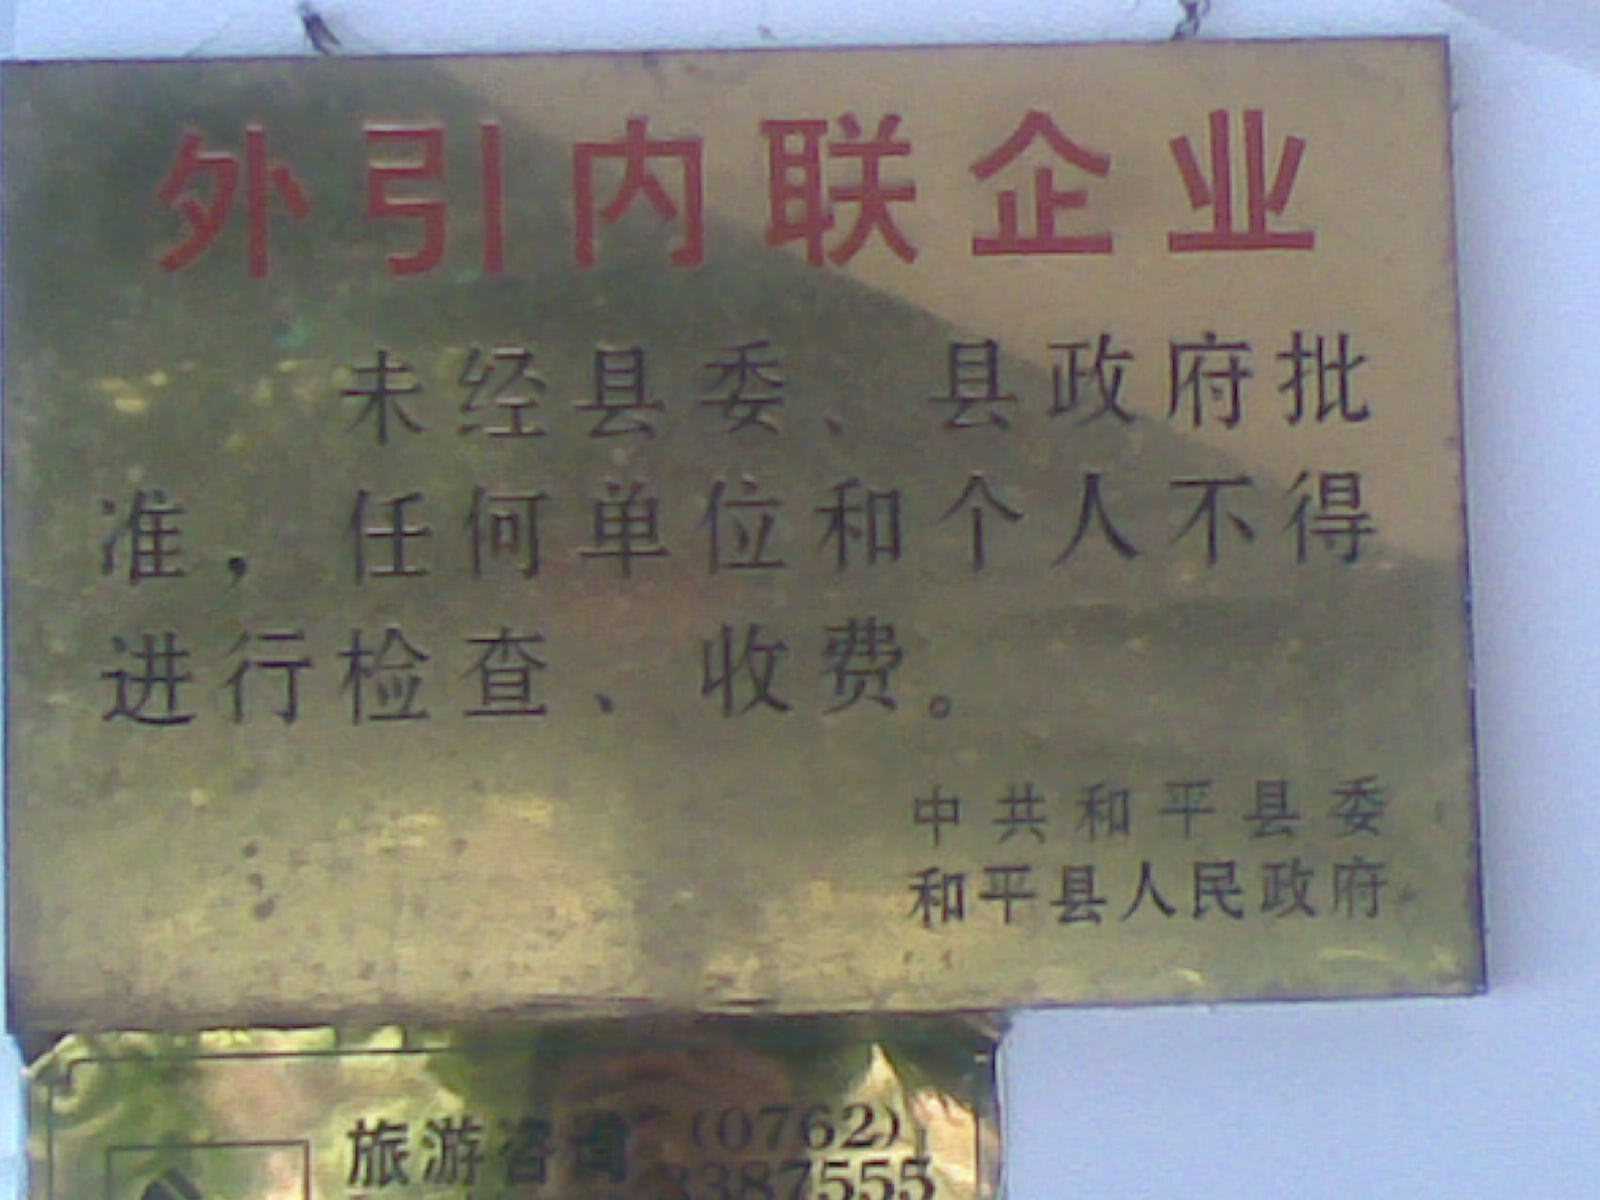 外引内联企业
未经县委、县政府批
准，任何单位和个人不得
进行检查、收费。
中共和平县委
和平县人民政府
旅游咨询 (0762)
3387555